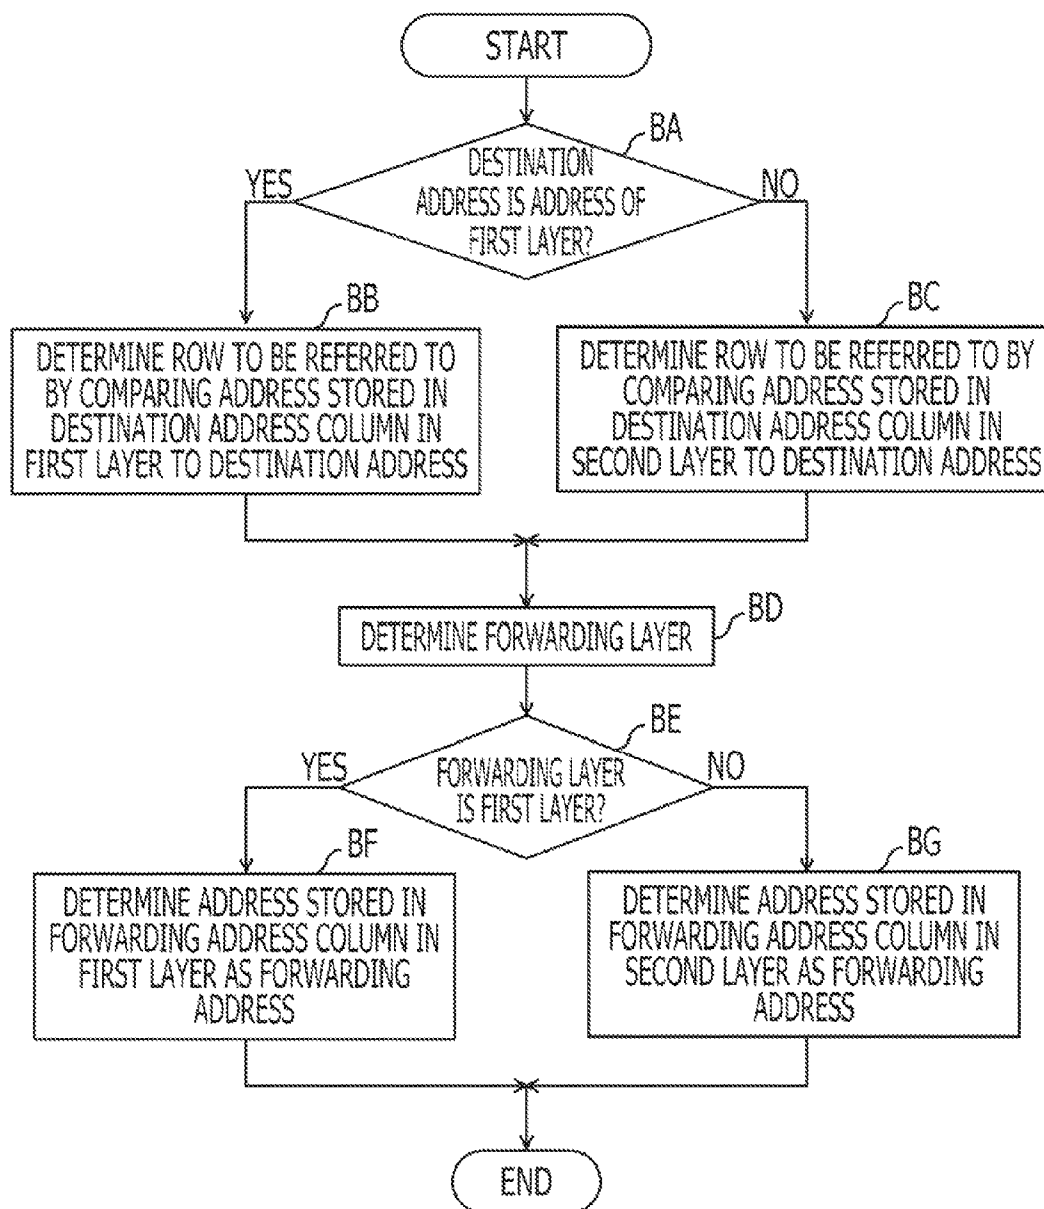 START
BA
DESTINATION
ADDRESS IS ADDRESS OF
FIRST LAYER?
YES
NO
BB
DETERMINE ROW TO BE REFERRED TO
BY COMPARING ADDRESS STORED IN
DESTINATION ADDRESS COLUMN IN
FIRST LAYER TO DESTINATION ADDRESS
BC
DETERMINE ROW TO BE REFERRED TO BY
COMPARING ADDRESS STORED IN
DESTINATION ADDRESS COLUMN IN
SECOND LAYER TO DESTINATION ADDRESS
BD
DETERMINE FORWARDING LAYER
BE
FORWARDING LAYER
IS FIRST LAYER?
YES
NO
BF
DETERMINE ADDRESS STORED IN
FORWARDING ADDRESS COLUMN IN
FIRST LAYER AS FORWARDING
ADDRESS
BG
DETERMINE ADDRESS STORED IN
FORWARDING ADDRESS COLUMN IN
SECOND LAYER AS FORWARDING
ADDRESS
END